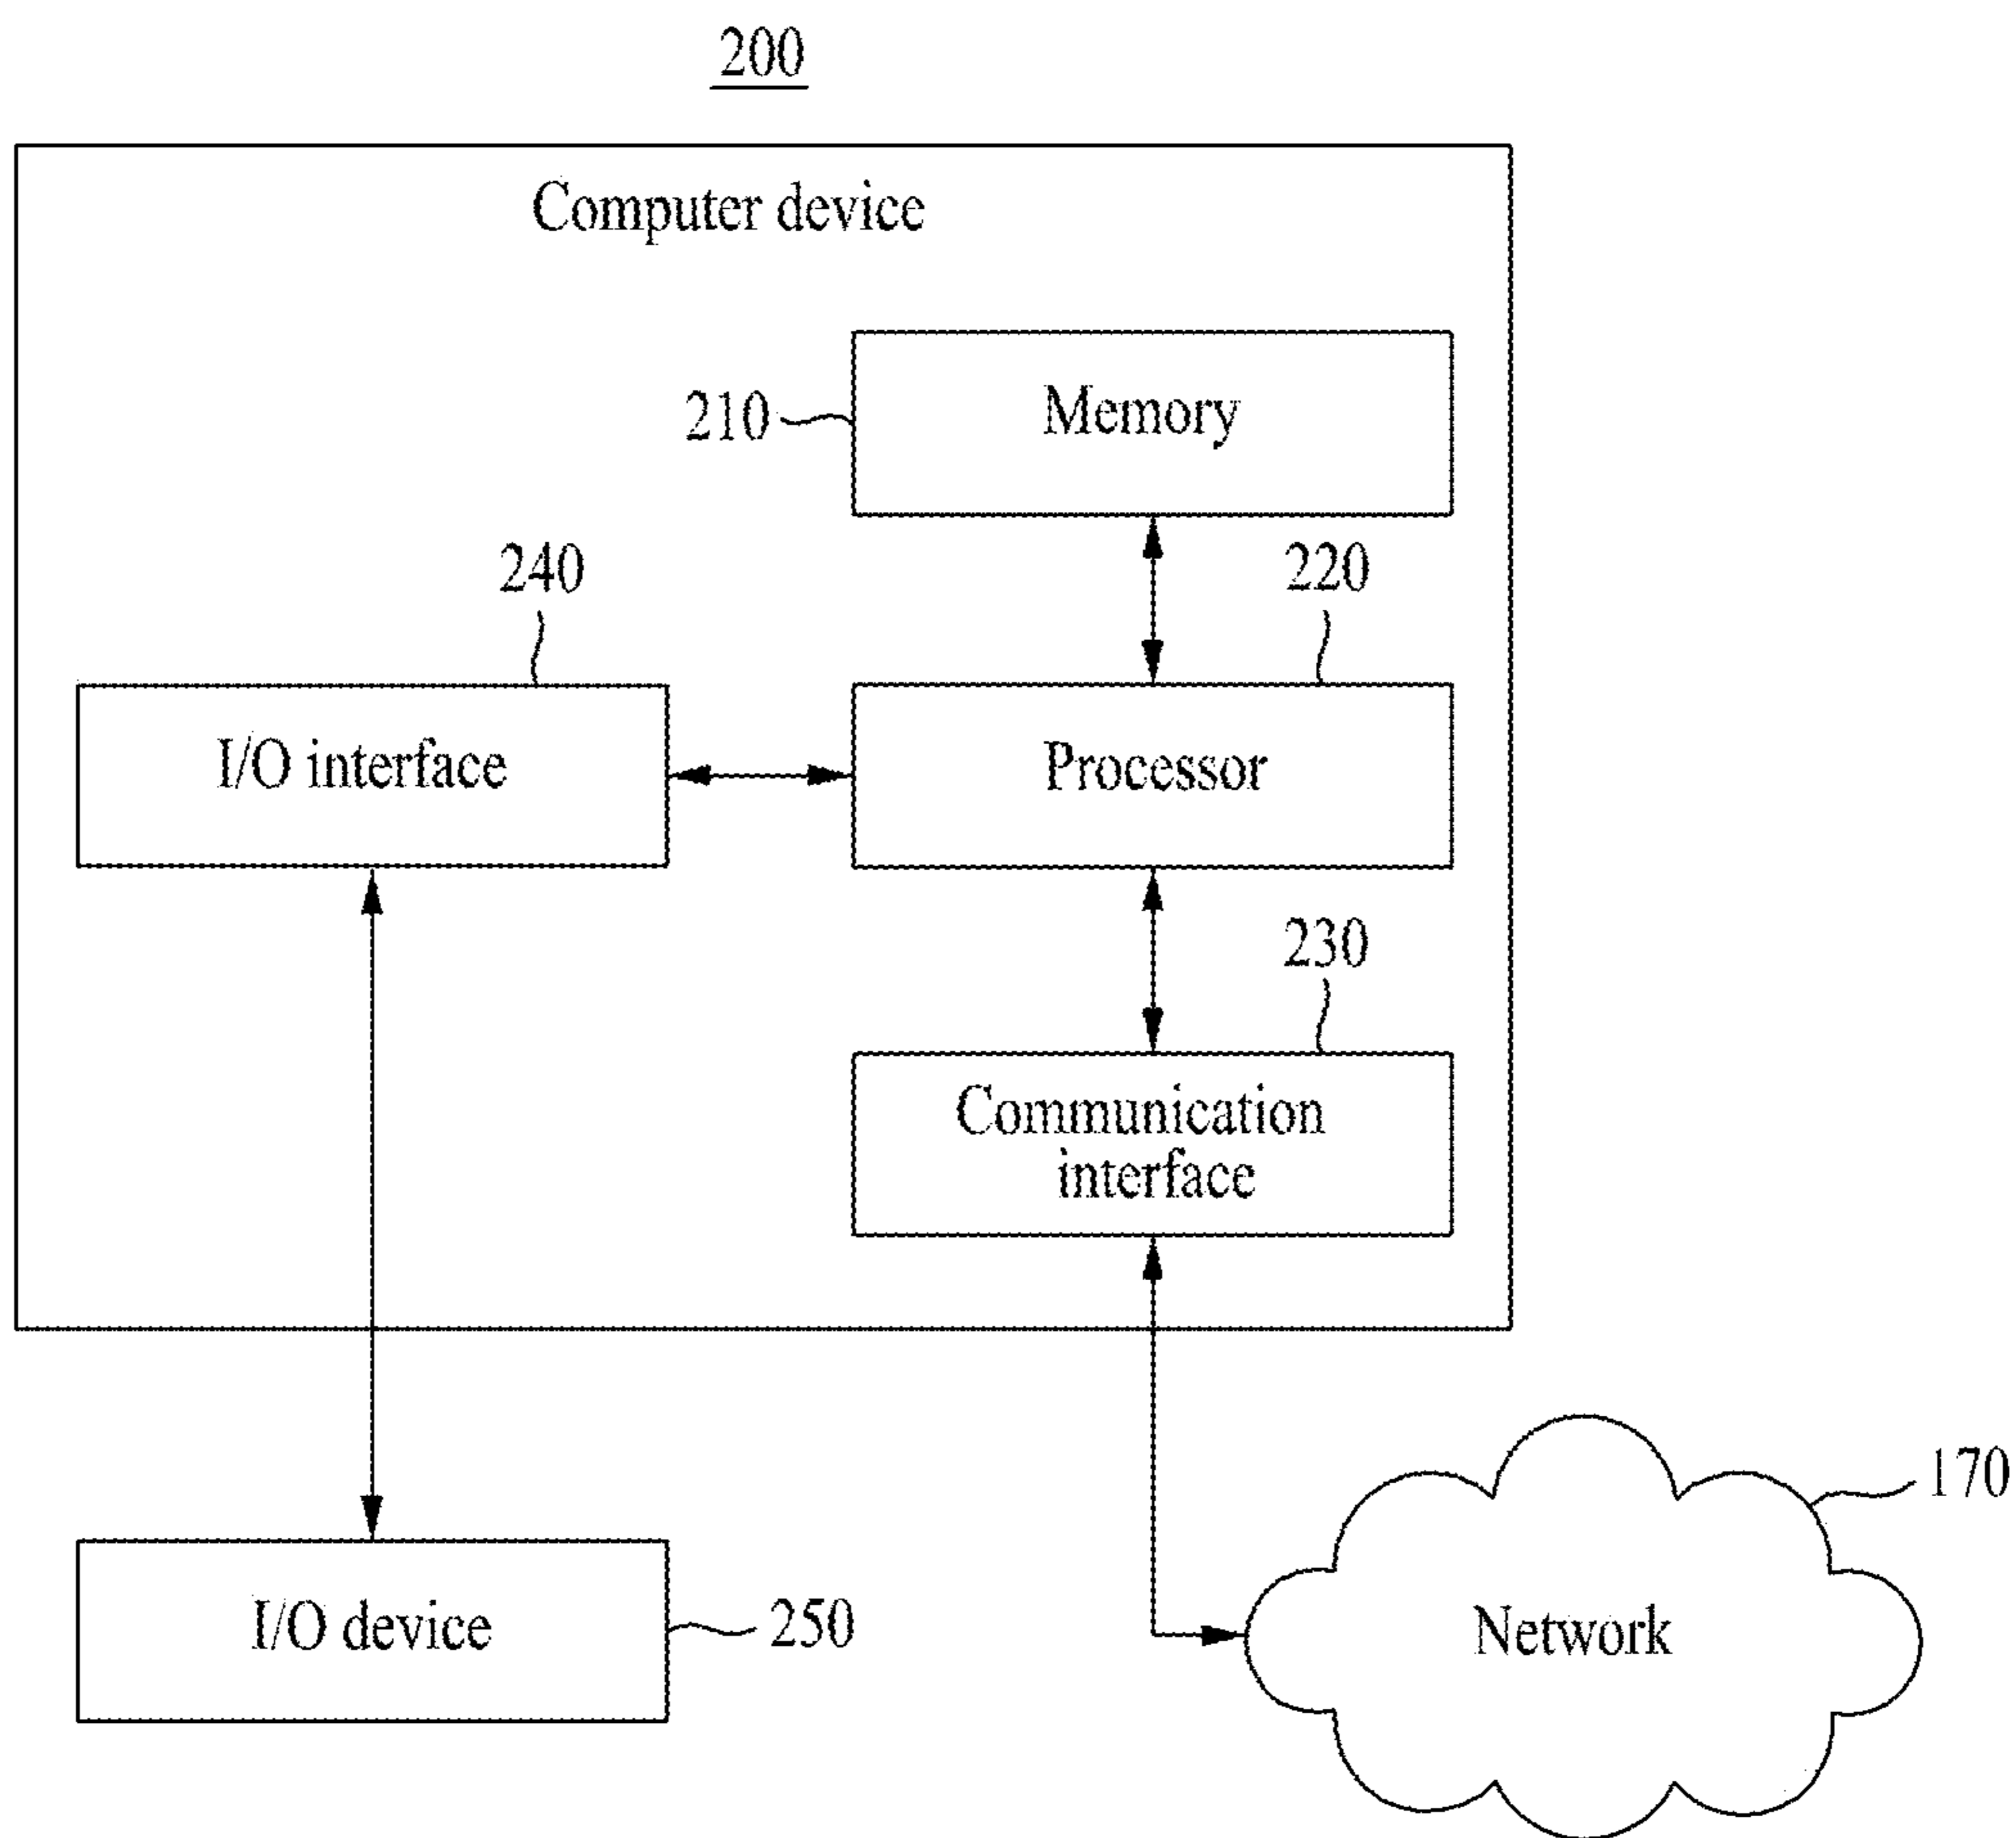 200
Computer device
210
Memory
240
220
I/O interface
Processor
230
Communication
interface
170
I/O device
250
Network